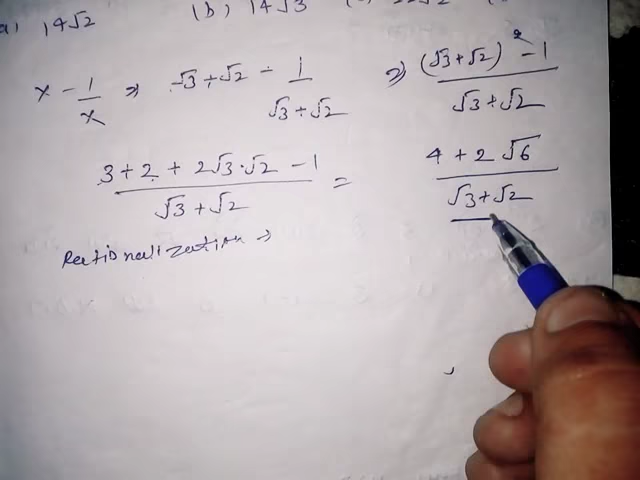 a) 14√2 (b) 14√3
x - 1/x ⇒ √3 + √2 - 1/(√3 + √2) ⇒ ((√3 + √2)² - 1)/(√3 + √2)
(3 + 2 + 2√3·√2 - 1)/(√3 + √2) = (4 + 2√6)/(√3 + √2)
Rationalization ⇒